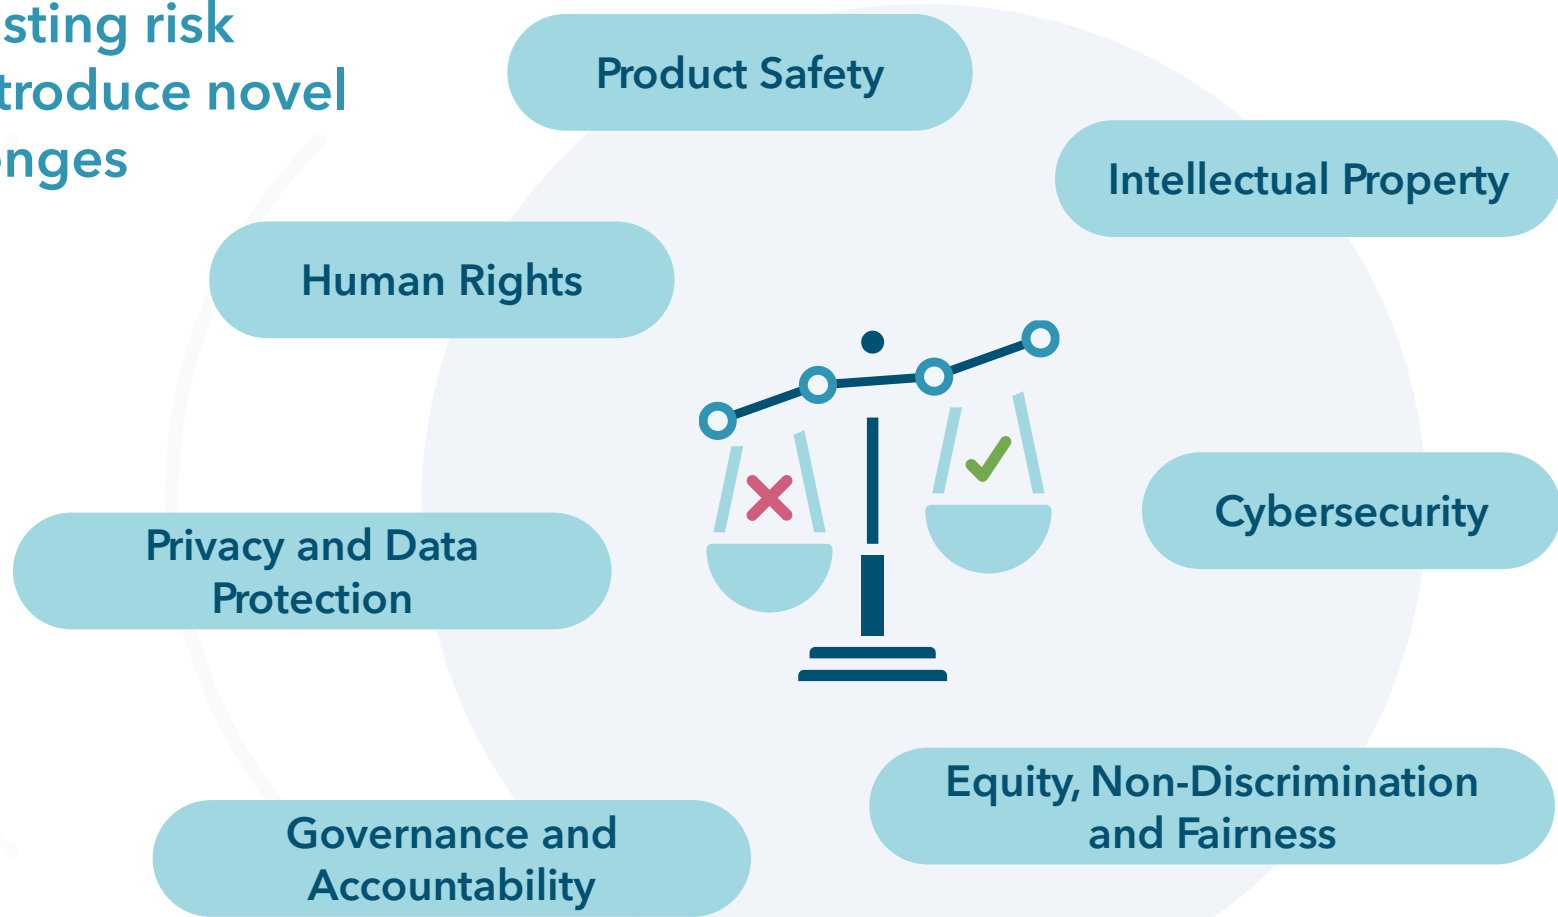 sting risk
troduce novel
enges
Product Safety
Intellectual Property
Human Rights
Cybersecurity
Privacy and Data
Protection
Equity, Non-Discrimination
and Fairness
Governance and
Accountability